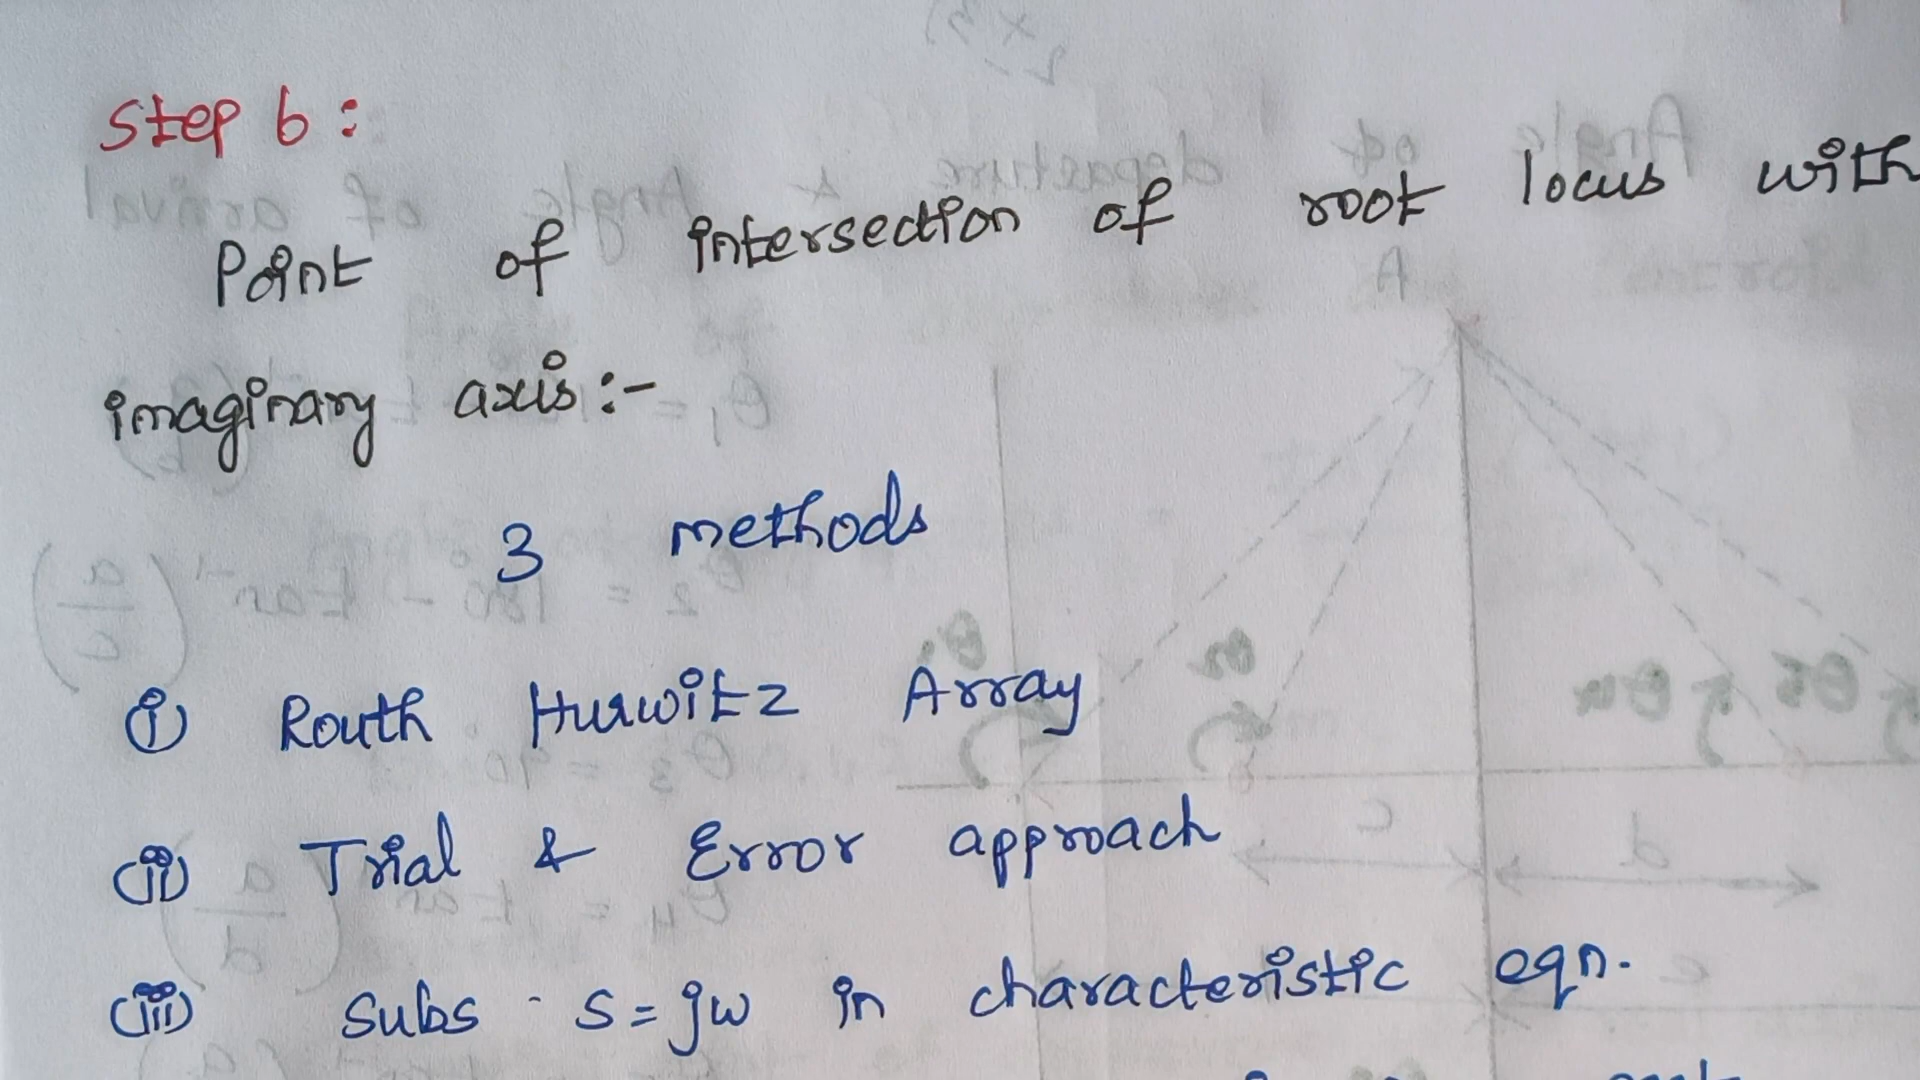 Step 6:
Point of intersection of root locus with
imaginary axis:-
3 methods
(i) Routh Hurwitz Array
(ii) Trial & Error approach
(iii) Subs. s=jω in characteristic eqn.